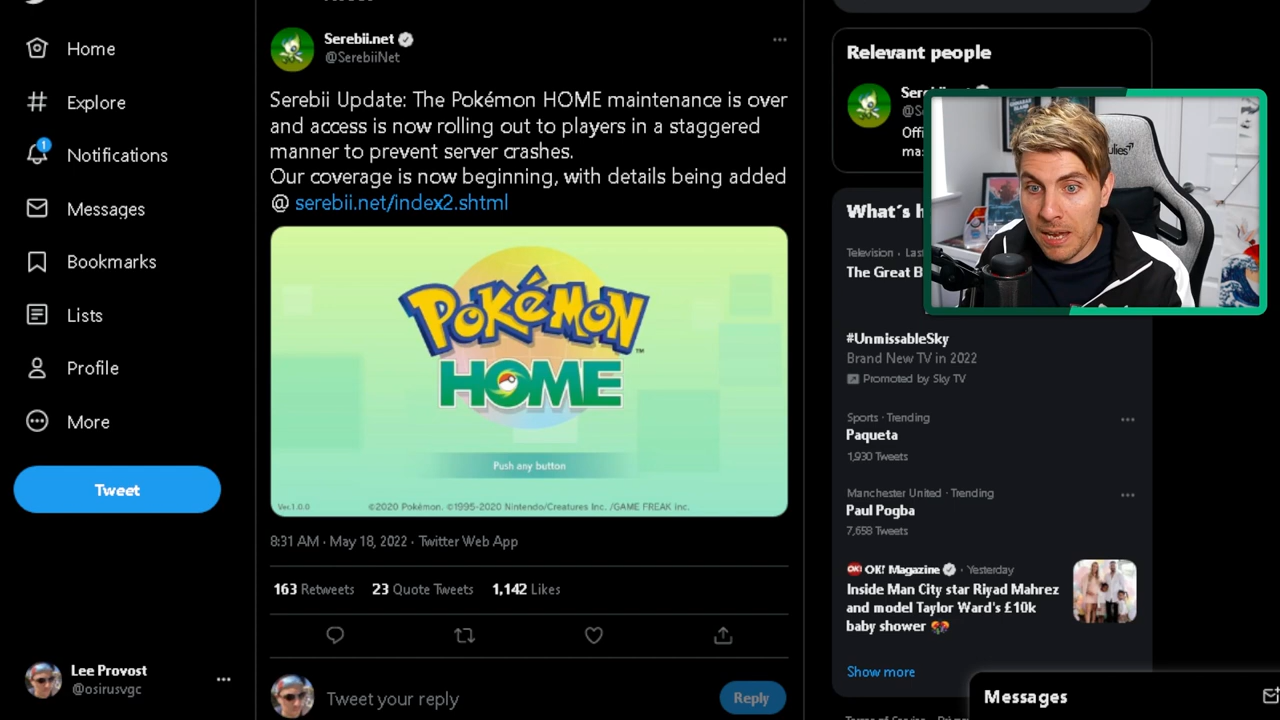 Home
Explore
1
Notifications
Messages
Bookmarks
Lists
Profile
More
Tweet
Lee Provost
@osirusvgc
Serebii.net
@SerebiiNet
Serebii Update: The Pokémon HOME maintenance is over
and access is now rolling out to players in a staggered
manner to prevent server crashes.
Our coverage is now beginning, with details being added
@ serebii.net/index2.shtml
POKéMON
TM
HOME
Push any button
Ver.1.0.0
©2020 Pokémon. ©1995-2020 Nintendo/Creatures Inc. /GAME FREAK inc.
8:31 AM · May 18, 2022 · Twitter Web App
163 Retweets 23 Quote Tweets 1,142 Likes
Tweet your reply
Reply
Relevant people
Television
The Great B
#UnmissableSky
Brand New TV in 2022
Promoted by Sky TV
Sports · Trending
Paqueta
1,930 Tweets
Manchester United · Trending
Paul Pogba
7,658 Tweets
OK! OK! Magazine · Yesterday
Inside Man City star Riyad Mahrez
and model Taylor Ward's £10k
baby shower
Show more
Messages